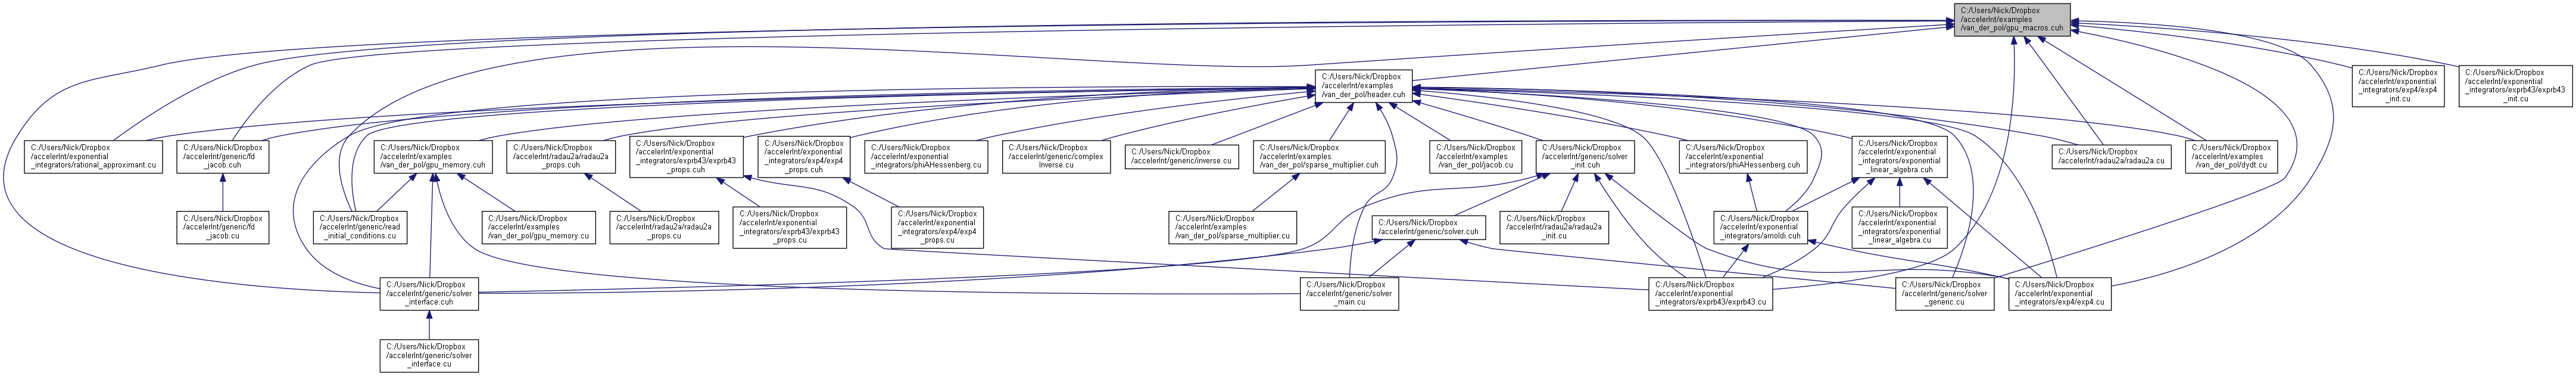 C:/Users/Nick/Dropbox
/accelerInt/examples
/van_der_pol/gpu_macros.cuh
C:/Users/Nick/Dropbox
/accelerInt/exponential
_integrators/exp4/exp4
_init.cu
C:/Users/Nick/Dropbox
/accelerInt/exponential
_integrators/exprb43/exprb43
_init.cu
C:/Users/Nick/Dropbox
/accelerInt/examples
/van_der_pol/header.cuh
C:/Users/Nick/Dropbox
/accelerInt/exponential
_integrators/rational_approximant.cu
C:/Users/Nick/Dropbox
/accelerInt/generic/fd
_jacob.cuh
C:/Users/Nick/Dropbox
/accelerInt/examples
/van_der_pol/gpu_memory.cuh
C:/Users/Nick/Dropbox
/accelerInt/radau2a/radau2a
_props.cuh
C:/Users/Nick/Dropbox
/accelerInt/exponential
_integrators/exprb43/exprb43
_props.cuh
C:/Users/Nick/Dropbox
/accelerInt/exponential
_integrators/exp4/exp4
_props.cuh
C:/Users/Nick/Dropbox
/accelerInt/exponential
_integrators/phiAHessenberg.cu
C:/Users/Nick/Dropbox
/accelerInt/generic/complex
Inverse.cu
C:/Users/Nick/Dropbox
/accelerInt/generic/inverse.cu
C:/Users/Nick/Dropbox
/accelerInt/examples
/van_der_pol/sparse_multiplier.cuh
C:/Users/Nick/Dropbox
/accelerInt/examples
/van_der_pol/jacob.cu
C:/Users/Nick/Dropbox
/accelerInt/generic/solver
_init.cuh
C:/Users/Nick/Dropbox
/accelerInt/exponential
_integrators/phiAHessenberg.cuh
C:/Users/Nick/Dropbox
/accelerInt/exponential
_integrators/exponential
_linear_algebra.cuh
C:/Users/Nick/Dropbox
/accelerInt/radau2a/radau2a.cu
C:/Users/Nick/Dropbox
/accelerInt/examples
/van_der_pol/dydt.cu
C:/Users/Nick/Dropbox
/accelerInt/generic/fd
_jacob.cu
C:/Users/Nick/Dropbox
/accelerInt/generic/read
_initial_conditions.cu
C:/Users/Nick/Dropbox
/accelerInt/examples
/van_der_pol/gpu_memory.cu
C:/Users/Nick/Dropbox
/accelerInt/radau2a/radau2a
_props.cu
C:/Users/Nick/Dropbox
/accelerInt/exponential
_integrators/exprb43/exprb43
_props.cu
C:/Users/Nick/Dropbox
/accelerInt/exponential
_integrators/exp4/exp4
_props.cu
C:/Users/Nick/Dropbox
/accelerInt/examples
/van_der_pol/sparse_multiplier.cu
C:/Users/Nick/Dropbox
/accelerInt/generic/solver.cuh
C:/Users/Nick/Dropbox
/accelerInt/radau2a/radau2a
_init.cu
C:/Users/Nick/Dropbox
/accelerInt/exponential
_integrators/arnoldi.cuh
C:/Users/Nick/Dropbox
/accelerInt/exponential
_integrators/exponential
_linear_algebra.cu
C:/Users/Nick/Dropbox
/accelerInt/generic/solver
_interface.cuh
C:/Users/Nick/Dropbox
/accelerInt/generic/solver
_main.cu
C:/Users/Nick/Dropbox
/accelerInt/exponential
_integrators/exprb43/exprb43.cu
C:/Users/Nick/Dropbox
/accelerInt/generic/solver
_generic.cu
C:/Users/Nick/Dropbox
/accelerInt/exponential
_integrators/exp4/exp4.cu
C:/Users/Nick/Dropbox
/accelerInt/generic/solver
_interface.cu